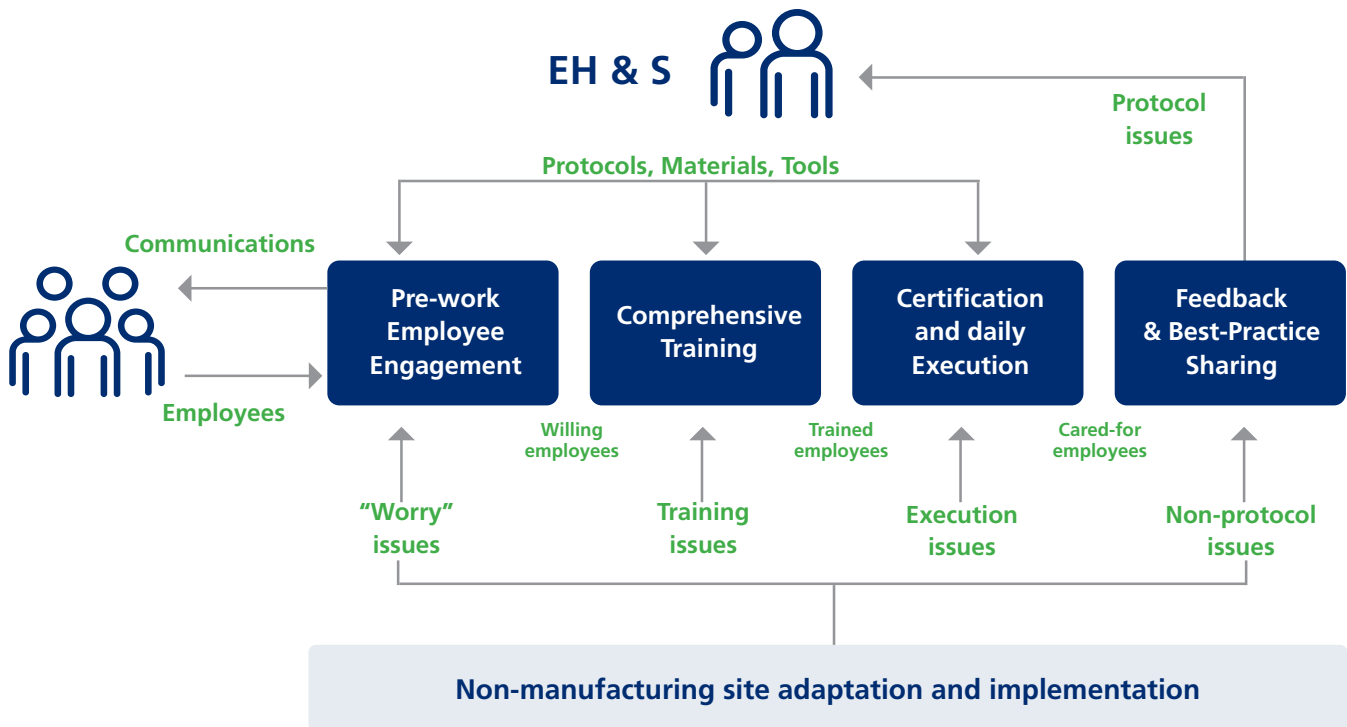 EH & S
Protocol
issues
Protocols, Materials, Tools
Communications
Employees
Pre-work
Employee
Engagement
Comprehensive
Training
Certification
and daily
Execution
Feedback
& Best-Practice
Sharing
Willing
employees
Trained
employees
Cared-for
employees
“Worry”
issues
Training
issues
Execution
issues
Non-protocol
issues
Non-manufacturing site adaptation and implementation